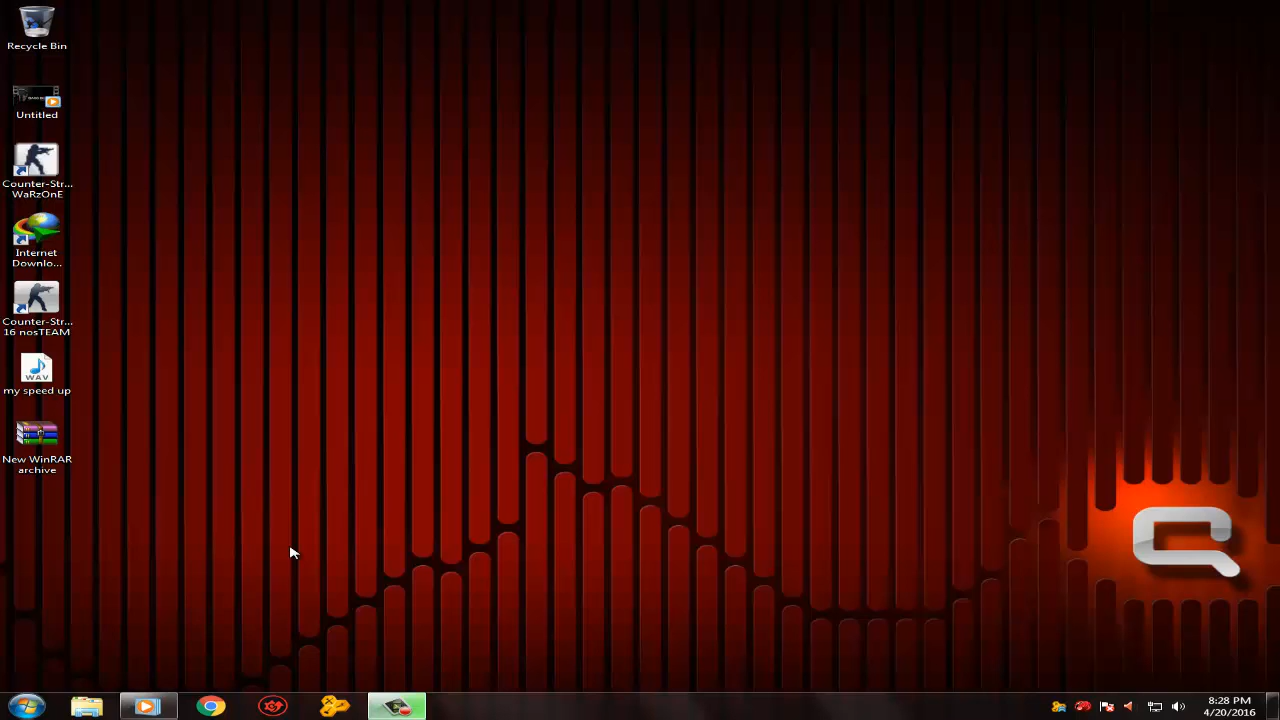 Recycle Bin
Untitled
Counter-Str...
WaRzOnE
Internet
Downlo...
Counter-Str...
16 nosTEAM
WAV
my speed up
New WinRAR
archive
8:28 PM
4/20/2016